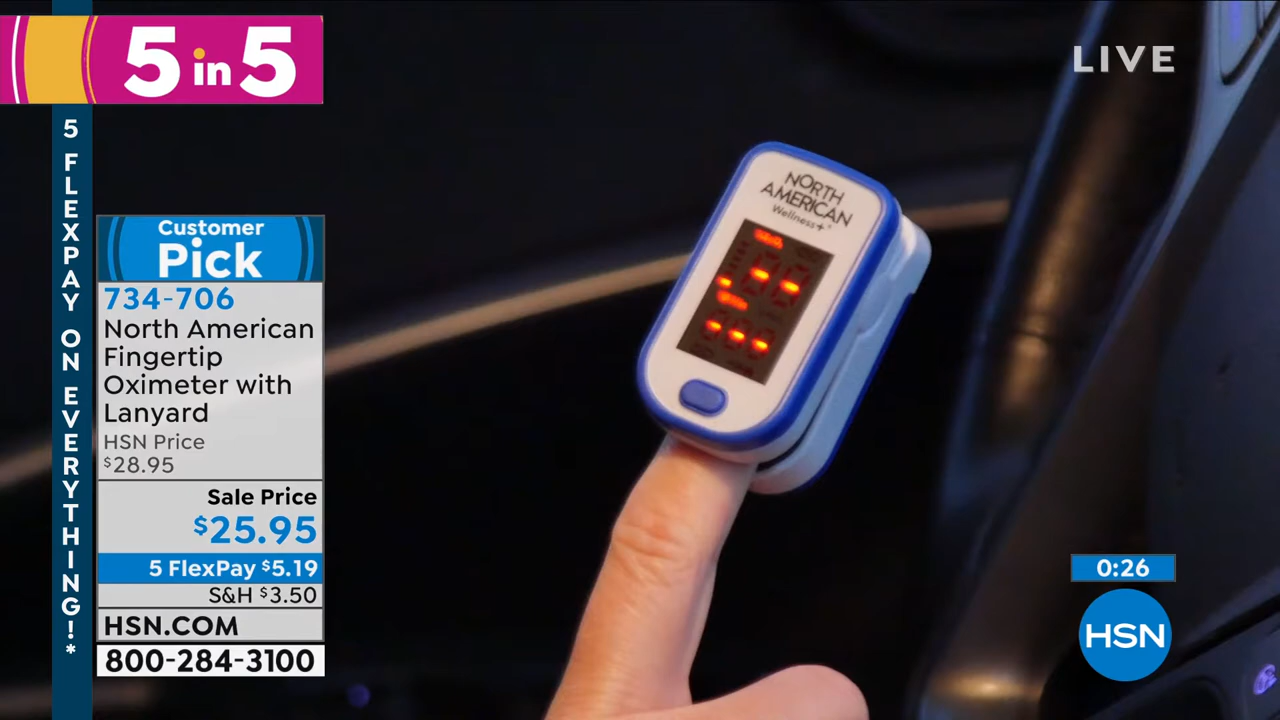 5 in 5
LIVE
5 FLEXPAY ON EVERYTHING!*
Customer
Pick
734-706
North American
Fingertip
Oximeter with
Lanyard
HSN Price
$28.95
Sale Price
$25.95
5 FlexPay $5.19
S&H $3.50
HSN.COM
800-284-3100
NORTH
AMERICAN
Wellness+
0:26
HSN